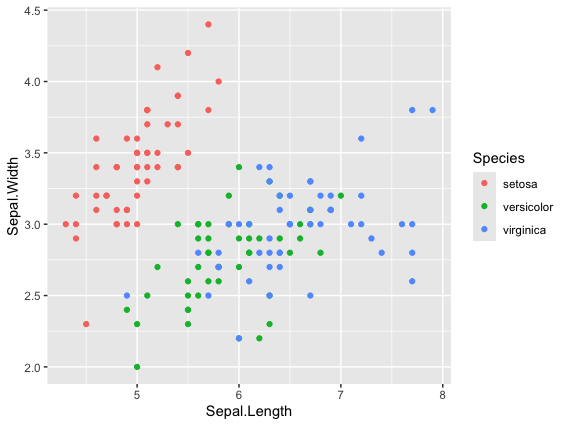 4.5
4.0
3.5
3.0
2.5
2.0
Sepal.Width
5 6 7 8
Sepal.Length
Species
setosa
versicolor
virginica